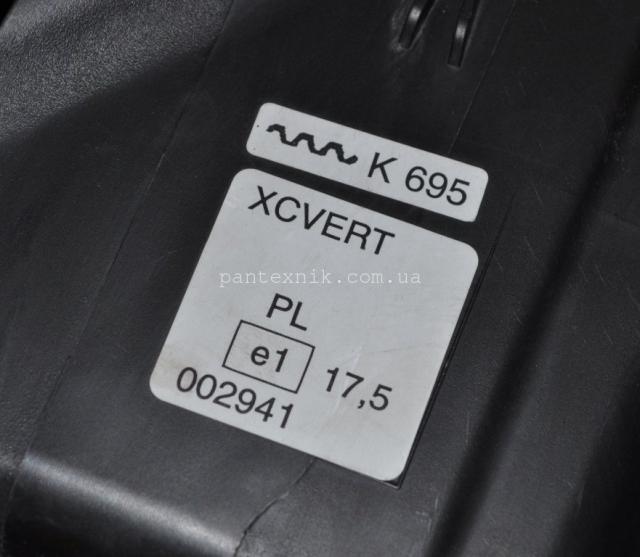 K 695
XCVERT
pantexnik.com.ua
PL
e1 17,5
002941